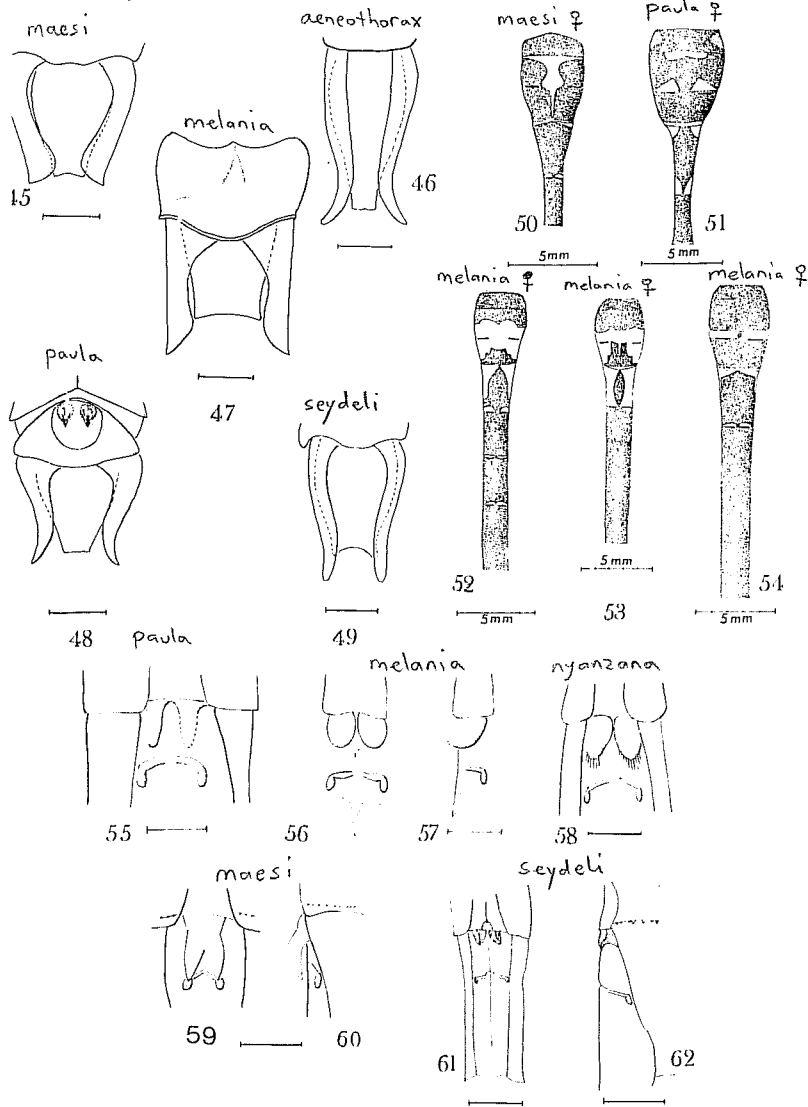 maesi
aeneothorax
maesi ♀
paula ♀
melania
45
46
50
51
5mm
5mm
melania ♀
melania ♀
melania ♀
paula
47
seydeli
52
53
54
5mm
5mm
5mm
48
49
paula
melania
nyanzana
55
56
57
58
maesi
seydeli
59
60
61
62